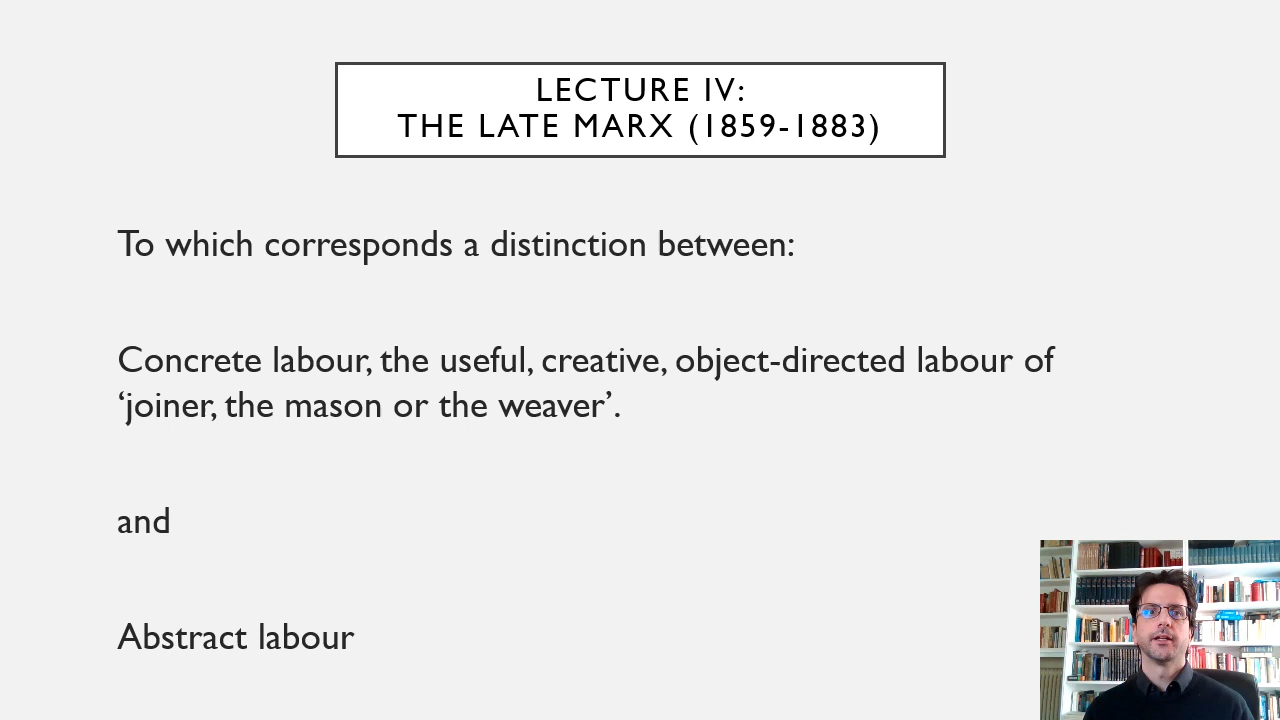 LECTURE IV:
THE LATE MARX (1859-1883)
To which corresponds a distinction between:
Concrete labour, the useful, creative, object-directed labour of
‘joiner, the mason or the weaver’.
and
Abstract labour